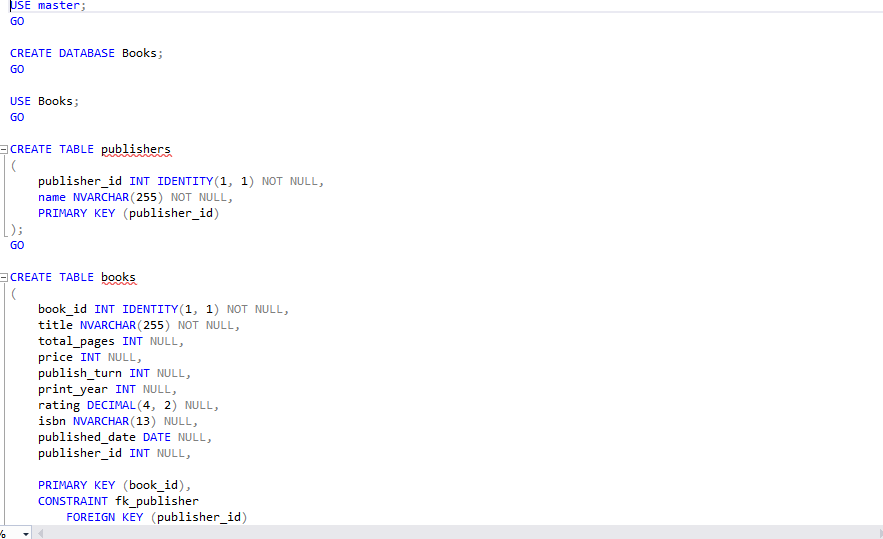 USE master;
GO
CREATE DATABASE Books;
GO
USE Books;
GO
CREATE TABLE publishers
(
publisher_id INT IDENTITY(1, 1) NOT NULL,
name NVARCHAR(255) NOT NULL,
PRIMARY KEY (publisher_id)
);
GO
CREATE TABLE books
(
book_id INT IDENTITY(1, 1) NOT NULL,
title NVARCHAR(255) NOT NULL,
total_pages INT NULL,
price INT NULL,
publish_turn INT NULL,
print_year INT NULL,
rating DECIMAL(4, 2) NULL,
isbn NVARCHAR(13) NULL,
published_date DATE NULL,
publisher_id INT NULL,
PRIMARY KEY (book_id),
CONSTRAINT fk_publisher
FOREIGN KEY (publisher_id)
%